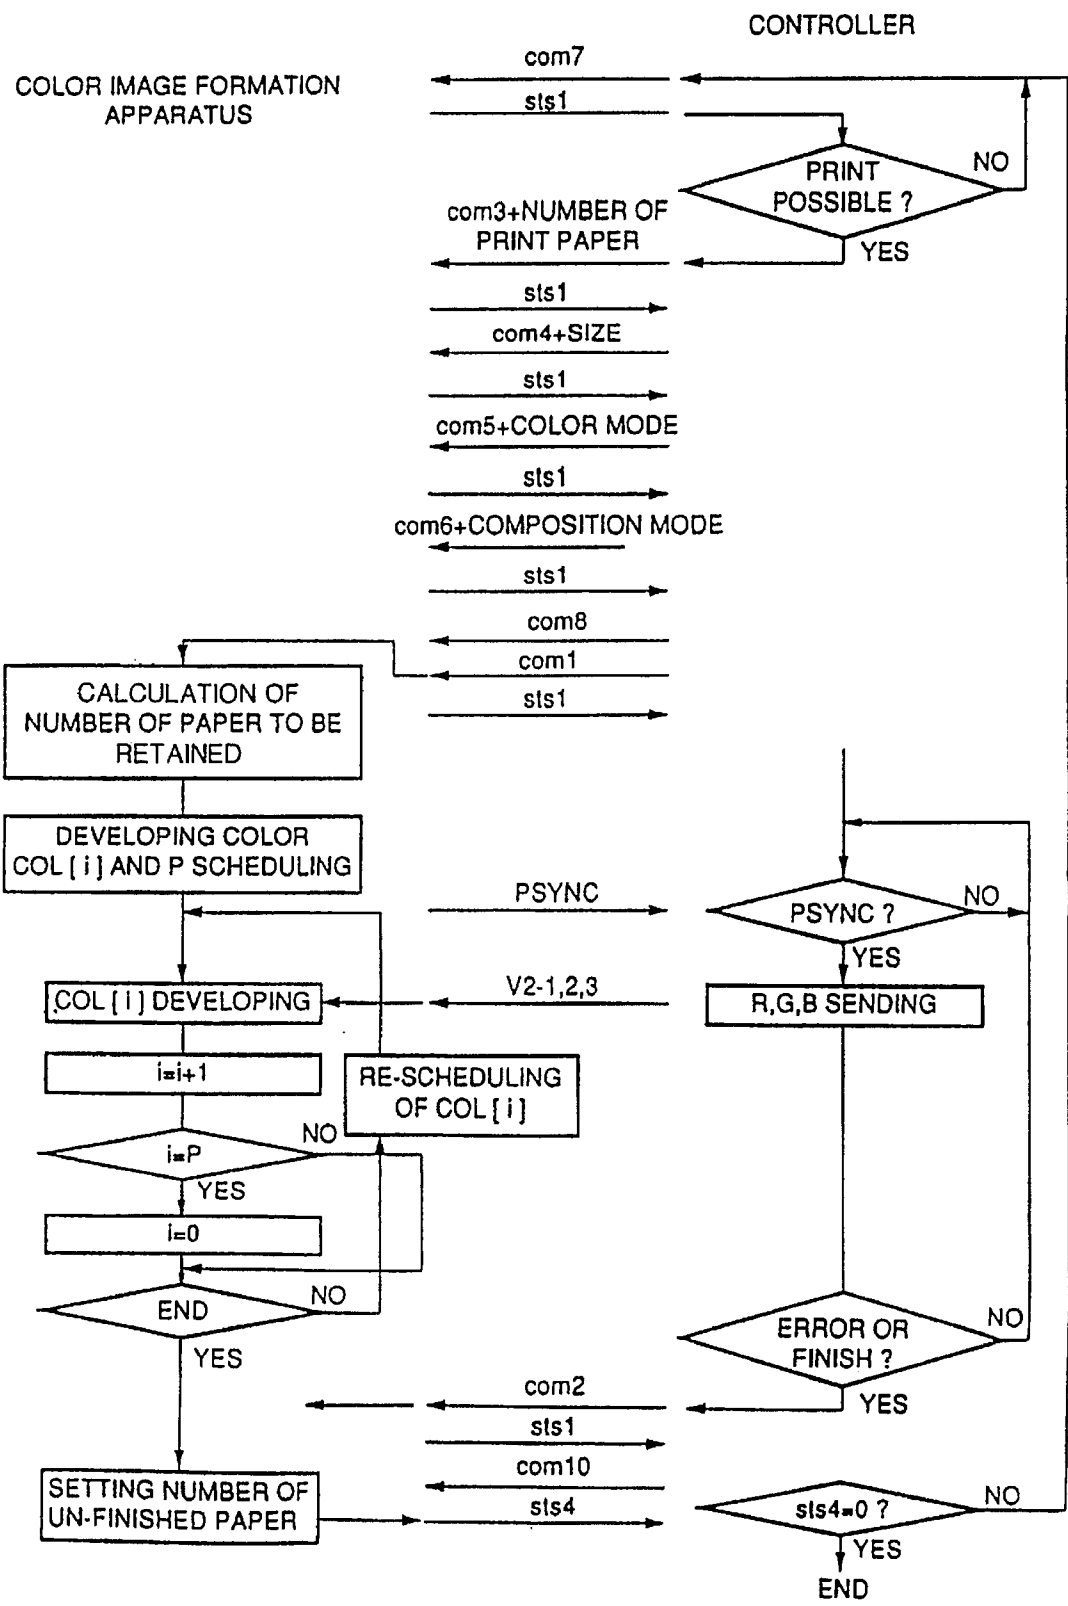 CONTROLLER
com7
COLOR IMAGE FORMATION
APPARATUS
sts1
PRINT
POSSIBLE ?
NO
com3+NUMBER OF
PRINT PAPER
YES
sts1
com4+SIZE
sts1
com5+COLOR MODE
sts1
com6+COMPOSITION MODE
sts1
com8
com1
sts1
CALCULATION OF
NUMBER OF PAPER TO BE
RETAINED
DEVELOPING COLOR
COL [ i ] AND P SCHEDULING
PSYNC
PSYNC ?
NO
YES
COL [ i ] DEVELOPING
V2-1,2,3
R,G,B SENDING
i=i+1
RE-SCHEDULING
OF COL [ i ]
i=P
NO
YES
i=0
END
NO
YES
ERROR OR
FINISH ?
NO
YES
com2
sts1
com10
SETTING NUMBER OF
UN-FINISHED PAPER
sts4
sts4=0 ?
NO
YES
END